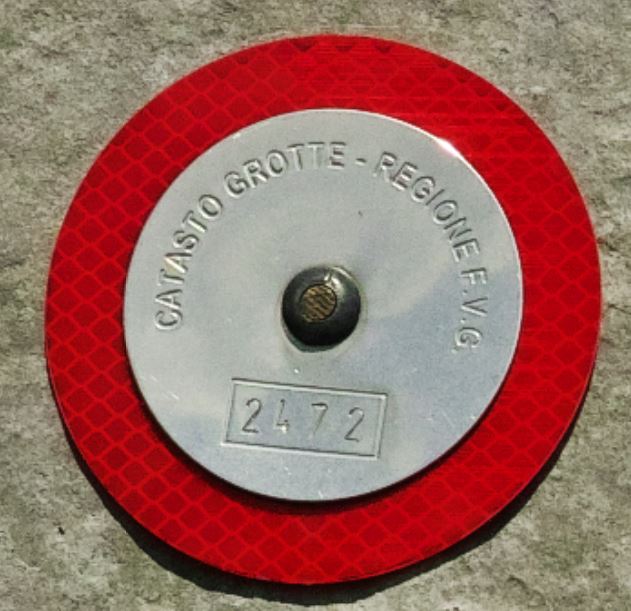 CATASTO GROTTE - REGIONE F.V.G.
2472